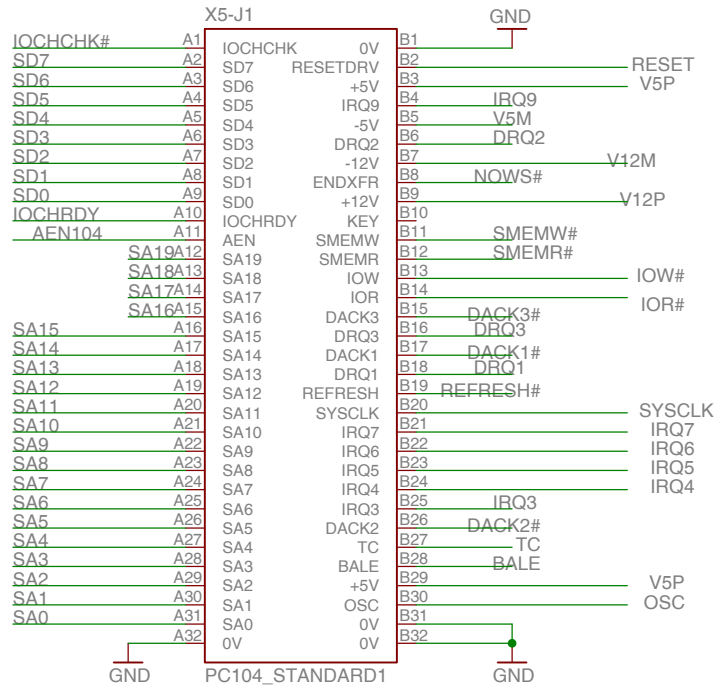 X5-J1 GND
IOCHCHK# A1 IOCHCHK 0V B1
SD7 A2 SD7 RESETDRV B2 RESET
SD6 A3 SD6 +5V B3 V5P
SD5 A4 SD5 IRQ9 B4 IRQ9
SD4 A5 SD4 -5V B5 V5M
SD3 A6 SD3 DRQ2 B6 DRQ2
SD2 A7 SD2 -12V B7 V12M
SD1 A8 SD1 ENDXFR B8 NOWS#
SD0 A9 SD0 +12V B9 V12P
IOCHRDY A10 IOCHRDY KEY B10
AEN104 A11 AEN SMEMW B11 SMEMW#
SA19 A12 SA19 SMEMR B12 SMEMR#
SA18 A13 SA18 IOW B13 IOW#
SA17 A14 SA17 IOR B14 IOR#
SA16 A15 SA16 DACK3 B15 DACK3#
SA15 A16 SA15 DRQ3 B16 DRQ3
SA14 A17 SA14 DACK1 B17 DACK1#
SA13 A18 SA13 DRQ1 B18 DRQ1
SA12 A19 SA12 REFRESH B19 REFRESH#
SA11 A20 SA11 SYSCLK B20 SYSCLK
SA10 A21 SA10 IRQ7 B21 IRQ7
SA9 A22 SA9 IRQ6 B22 IRQ6
SA8 A23 SA8 IRQ5 B23 IRQ5
SA7 A24 SA7 IRQ4 B24 IRQ4
SA6 A25 SA6 IRQ3 B25 IRQ3
SA5 A26 SA5 DACK2 B26 DACK2#
SA4 A27 SA4 TC B27 TC
SA3 A28 SA3 BALE B28 BALE
SA2 A29 SA2 +5V B29 V5P
SA1 A30 SA1 OSC B30 OSC
SA0 A31 SA0 0V B31
A32 0V 0V B32
GND PC104_STANDARD1 GND